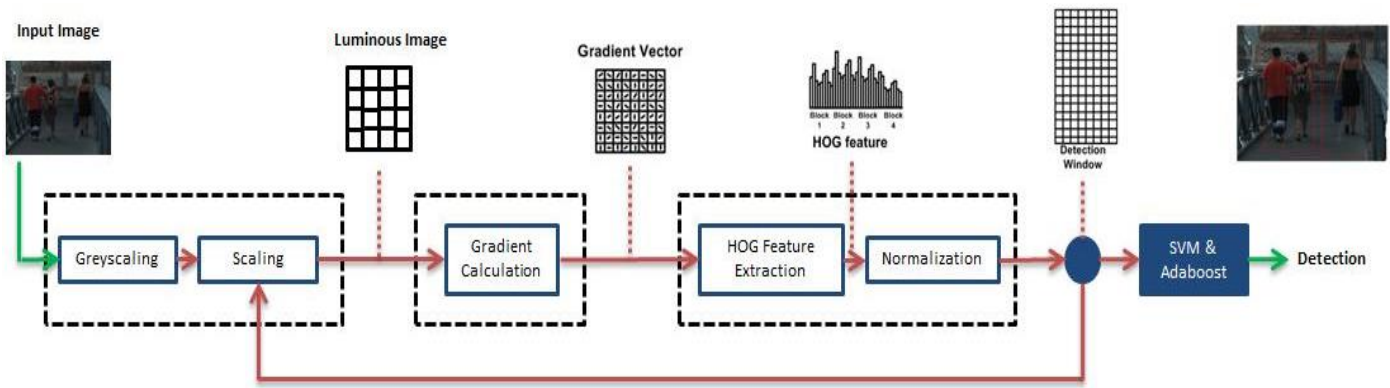 Input Image
Luminous Image
Gradient Vector
Block Block Block Block
1 2 3 4
HOG feature
Detection
Window
Greyscaling
Scaling
Gradient
Calculation
HOG Feature
Extraction
Normalization
SVM &
Adaboost
Detection